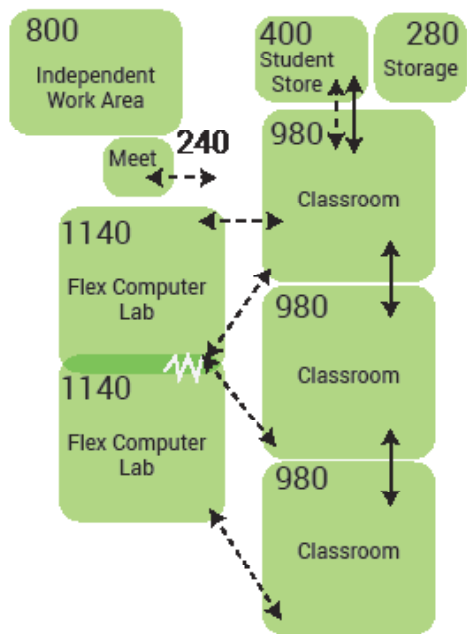 800
Independent
Work Area
400
Student
Store
280
Storage
Meet
240
980
Classroom
1140
Flex Computer
Lab
980
Classroom
1140
Flex Computer
Lab
980
Classroom